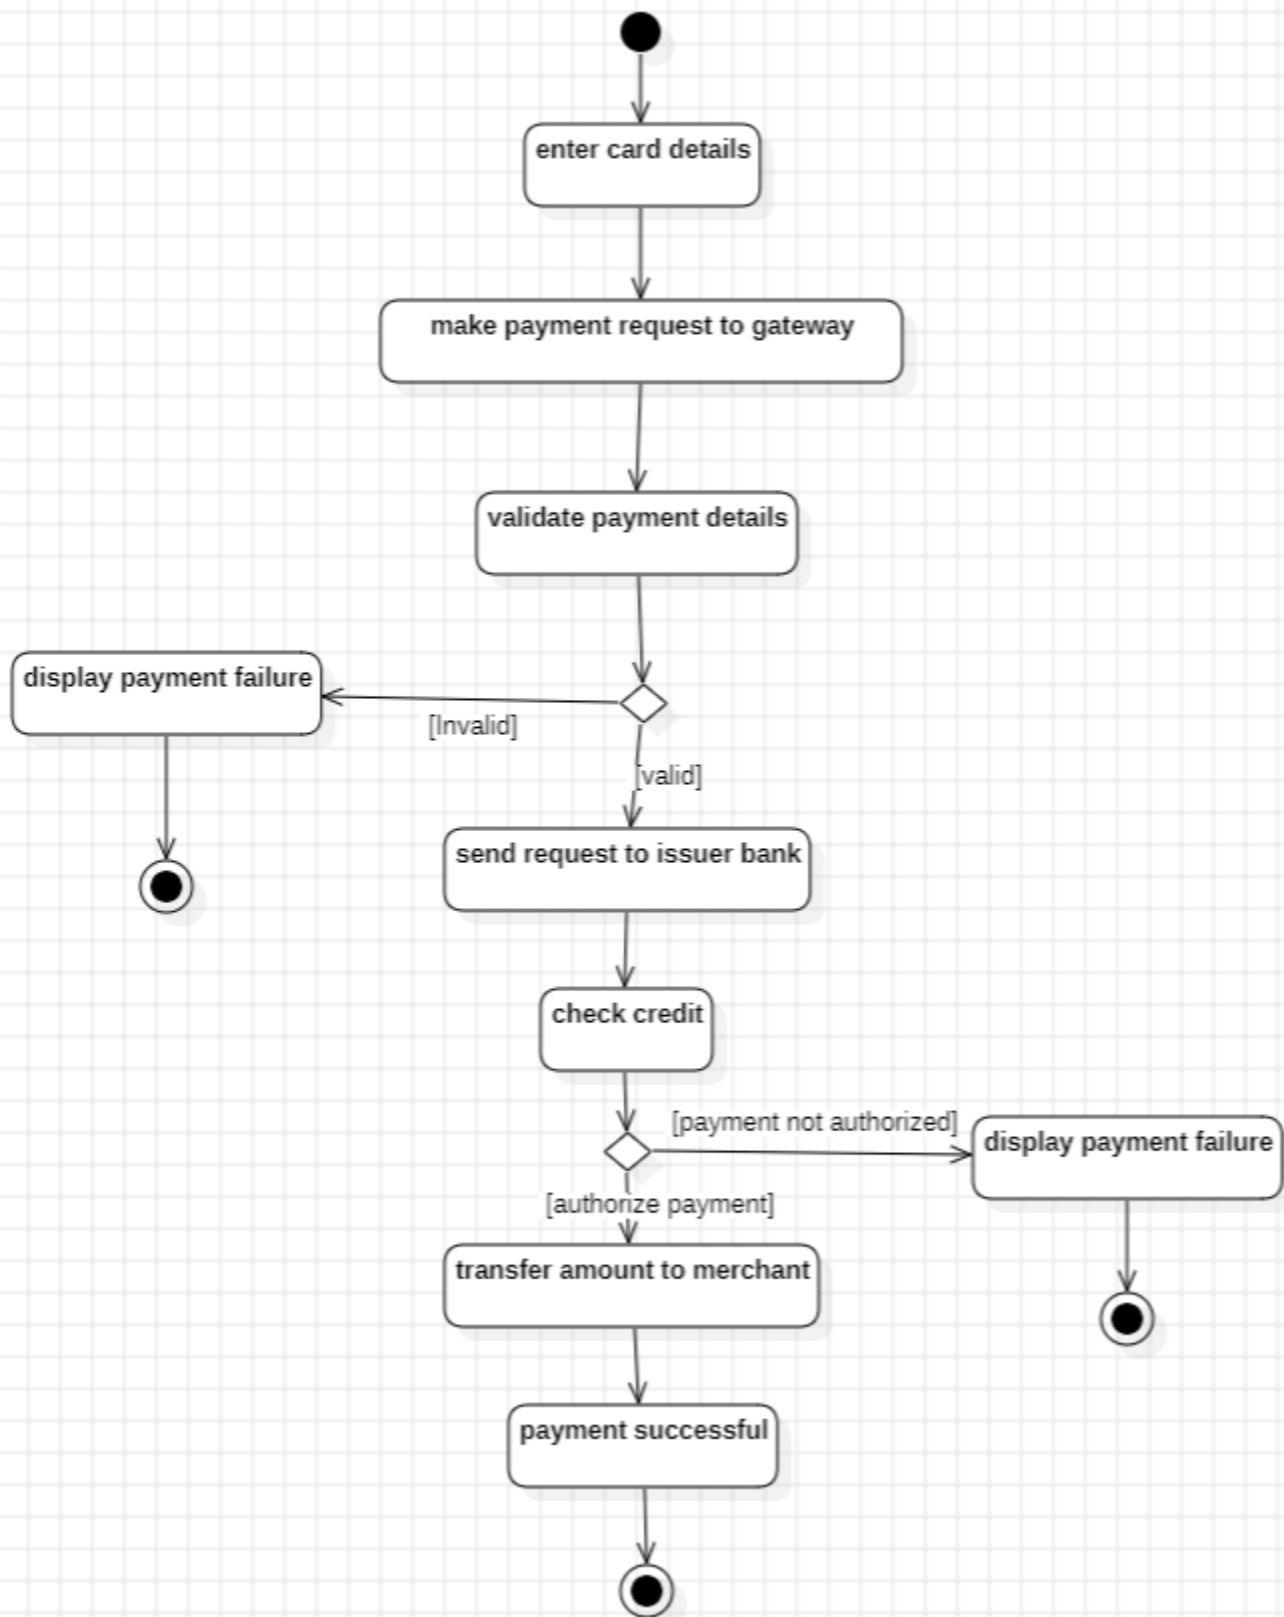 enter card details
make payment request to gateway
validate payment details
display payment failure
[Invalid]
[valid]
send request to issuer bank
check credit
[payment not authorized]
display payment failure
[authorize payment]
transfer amount to merchant
payment successful